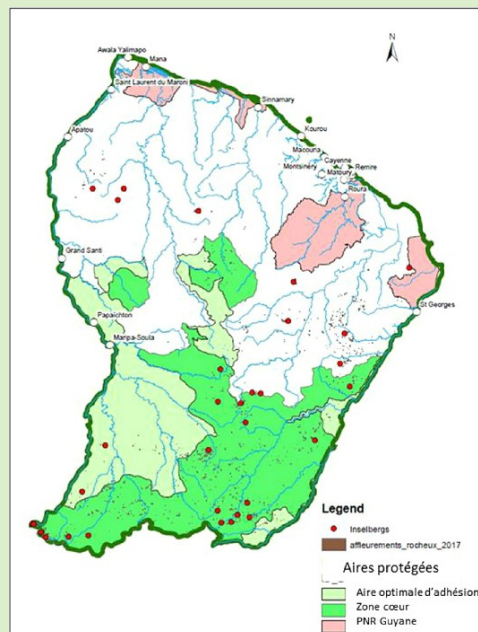 N
Awala Yalimapo
Mana
Saint Laurent du Maroni
Sinnamary
Apatou
Kourou
Macouria
Cayenne
Montsinéry
Matoury
Remire
Roura
Grand Santi
St Georges
Papaïchton
Maripa-Soula
Legend
Inselbergs
affleurements_rocheux_2017
Aires protégées
Aire optimale d'adhésion
Zone cœur
PNR Guyane